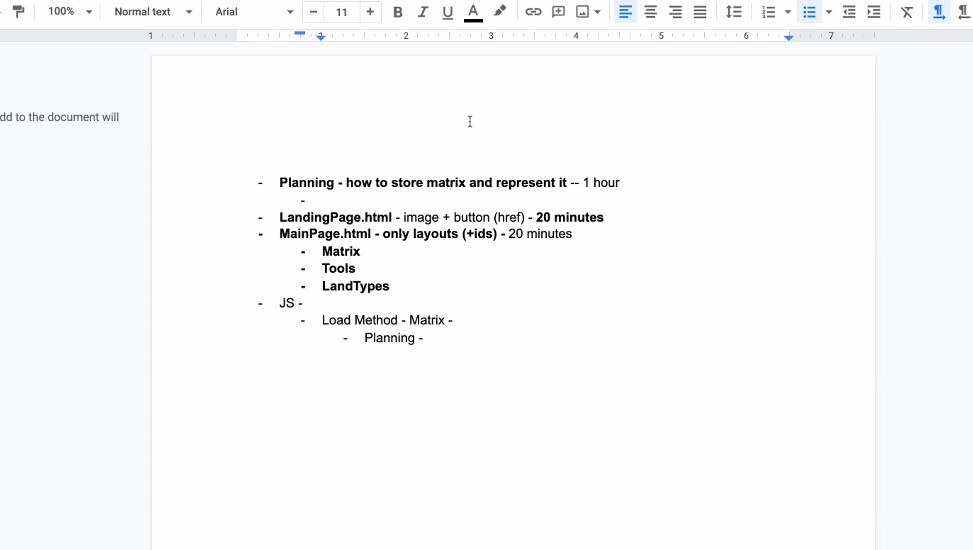 100% Normal text Arial 11 B I U A
1 1 2 3 4 5 6 7
dd to the document will
- Planning - how to store matrix and represent it -- 1 hour
-
- LandingPage.html - image + button (href) - 20 minutes
- MainPage.html - only layouts (+ids) - 20 minutes
- Matrix
- Tools
- LandTypes
- JS -
- Load Method - Matrix -
- Planning -